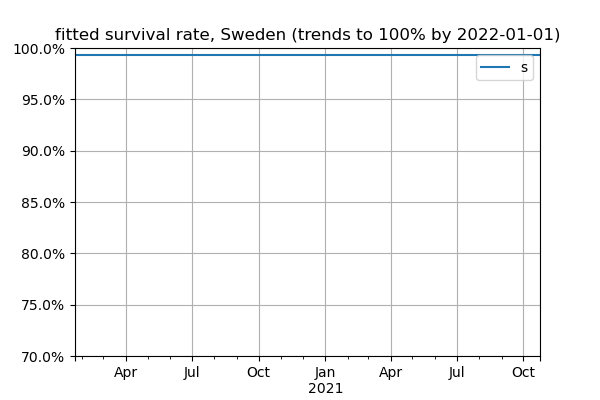 fitted survival rate, Sweden (trends to 100% by 2022-01-01)
100.0%
s
95.0%
90.0%
85.0%
80.0%
75.0%
70.0%
Apr Jul Oct Jan Apr Jul Oct
2021